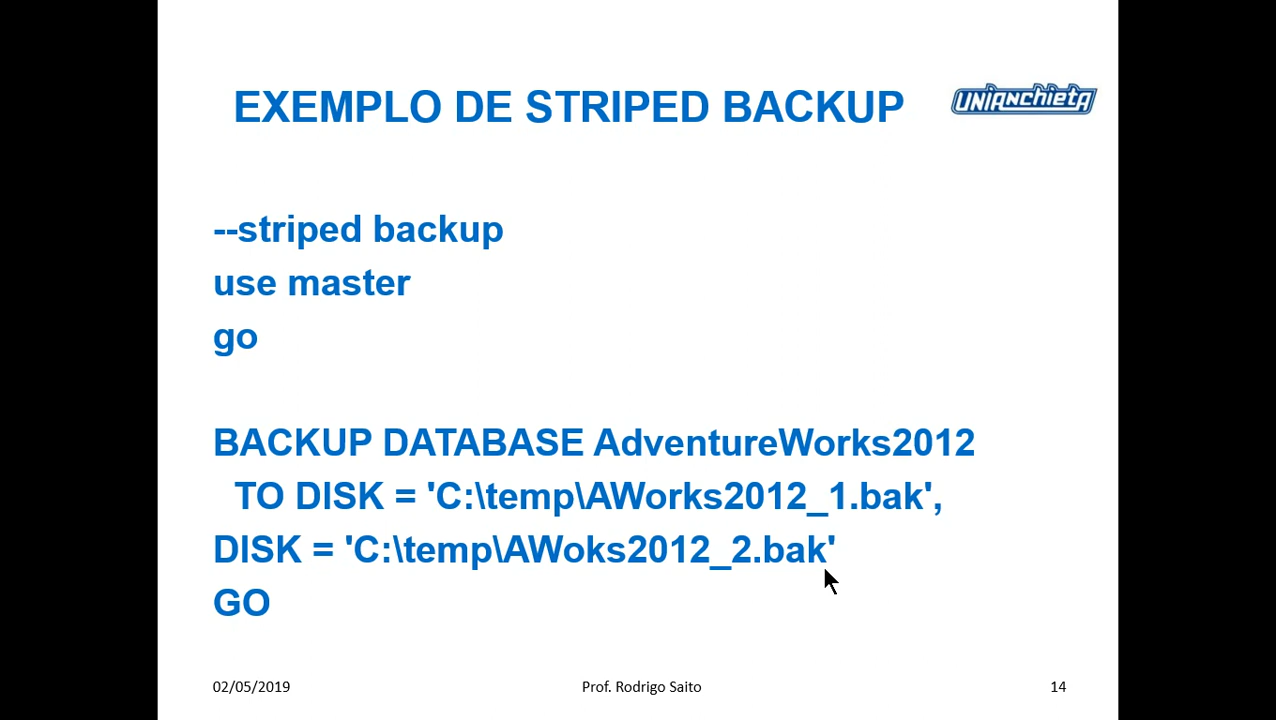 EXEMPLO DE STRIPED BACKUP
UNIANCHIETA
--striped backup
use master
go
BACKUP DATABASE AdventureWorks2012
TO DISK = 'C:\temp\AWorks2012_1.bak',
DISK = 'C:\temp\AWoks2012_2.bak'
GO
02/05/2019
Prof. Rodrigo Saito
14